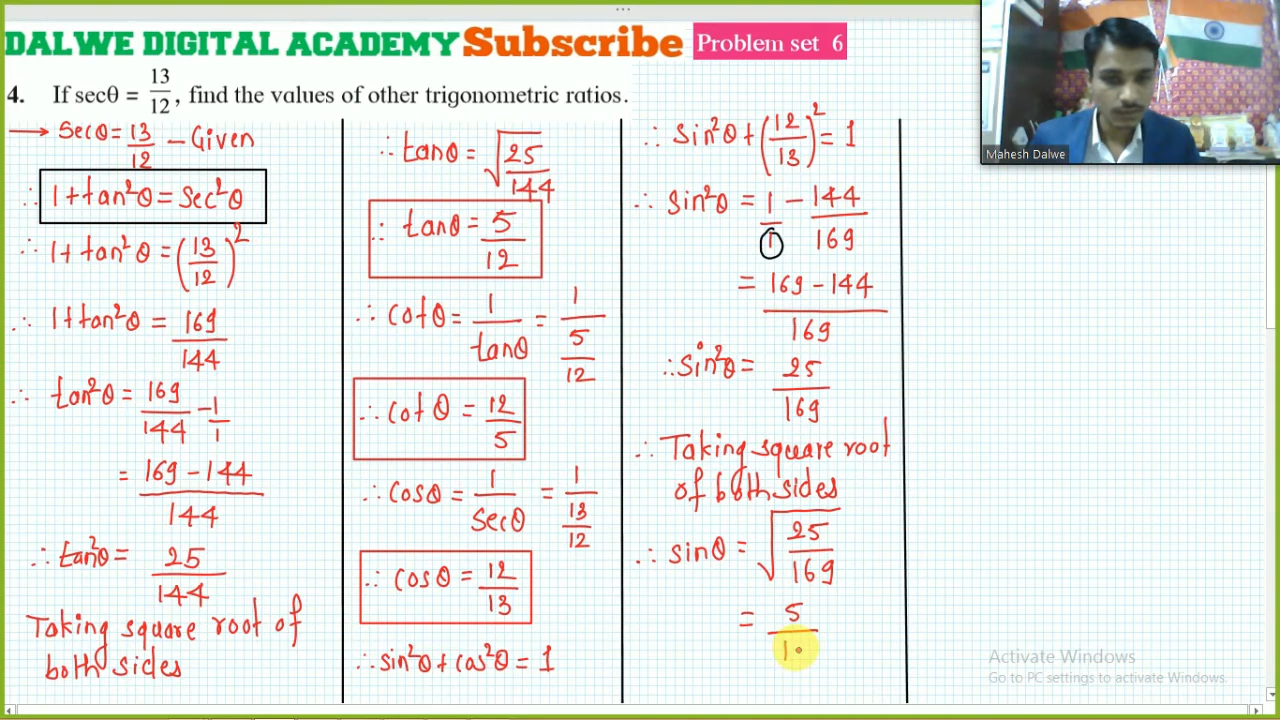 DALWE DIGITAL ACADEMY Subscribe Problem set 6
4. If secθ = 13/12, find the values of other trigonometric ratios.
→ Secθ = 13/12 – Given
∴ 1 + tan²θ = Sec²θ
∴ 1 + tan²θ = (13/12)²
∴ 1 + tan²θ = 169/144
∴ tan²θ = 169/144 - 1/1
= 169 - 144/144
∴ tan²θ = 25/144
Taking square root of
both sides
∴ tanθ = √25/144
∴ tanθ = 5/12
∴ cotθ = 1/tanθ = 1/5/12
∴ cotθ = 12/5
∴ cosθ = 1/secθ = 1/13/12
∴ cosθ = 12/13
∴ sin²θ + cos²θ = 1
∴ Sin²θ + (12/13)² = 1
∴ Sin²θ = 1/1 - 144/169
= 169 - 144/169
∴ Sin²θ = 25/169
∴ Taking square root
of both sides
∴ sinθ = √25/169
= 5/1
Mahesh Dalwe
Activate Windows
Go to PC settings to activate Windows.